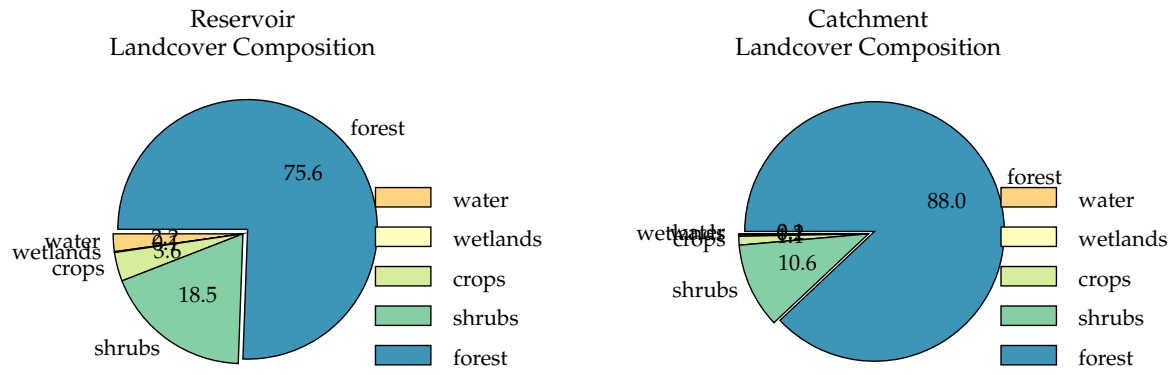 Reservoir
Landcover Composition
forest
75.6
water
wetlands
crops
3.6
18.5
shrubs
water
wetlands
crops
shrubs
forest
Catchment
Landcover Composition
forest
88.0
wetlands
crops
10.6
shrubs
water
wetlands
crops
shrubs
forest